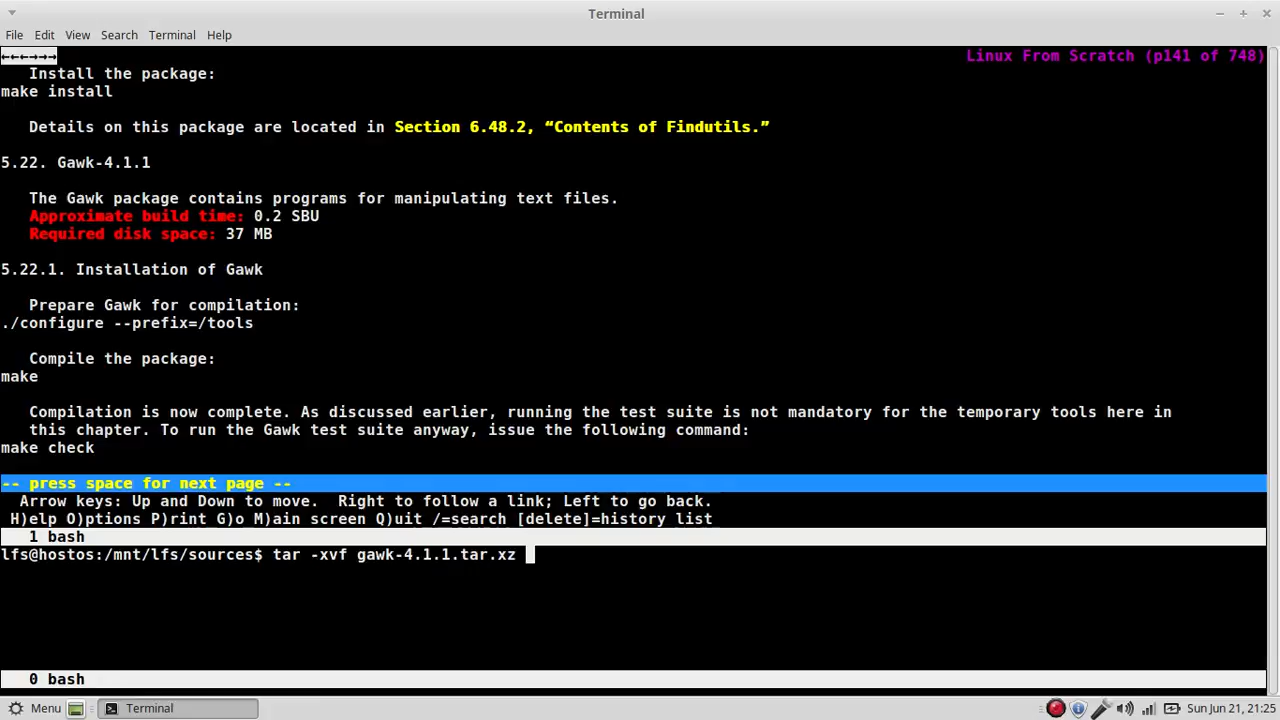 Terminal
File Edit View Search Terminal Help
←←←→→→ Linux From Scratch (p141 of 748)
Install the package:
make install
Details on this package are located in Section 6.48.2, “Contents of Findutils.”
5.22. Gawk-4.1.1
The Gawk package contains programs for manipulating text files.
Approximate build time: 0.2 SBU
Required disk space: 37 MB
5.22.1. Installation of Gawk
Prepare Gawk for compilation:
./configure --prefix=/tools
Compile the package:
make
Compilation is now complete. As discussed earlier, running the test suite is not mandatory for the temporary tools here in
this chapter. To run the Gawk test suite anyway, issue the following command:
make check
-- press space for next page --
Arrow keys: Up and Down to move.  Right to follow a link; Left to go back.
H)elp O)ptions P)rint G)o M)ain screen Q)uit /=search [delete]=history list
1 bash
lfs@hostos:/mnt/lfs/sources$ tar -xvf gawk-4.1.1.tar.xz
0 bash
Menu Terminal Sun Jun 21, 21:25